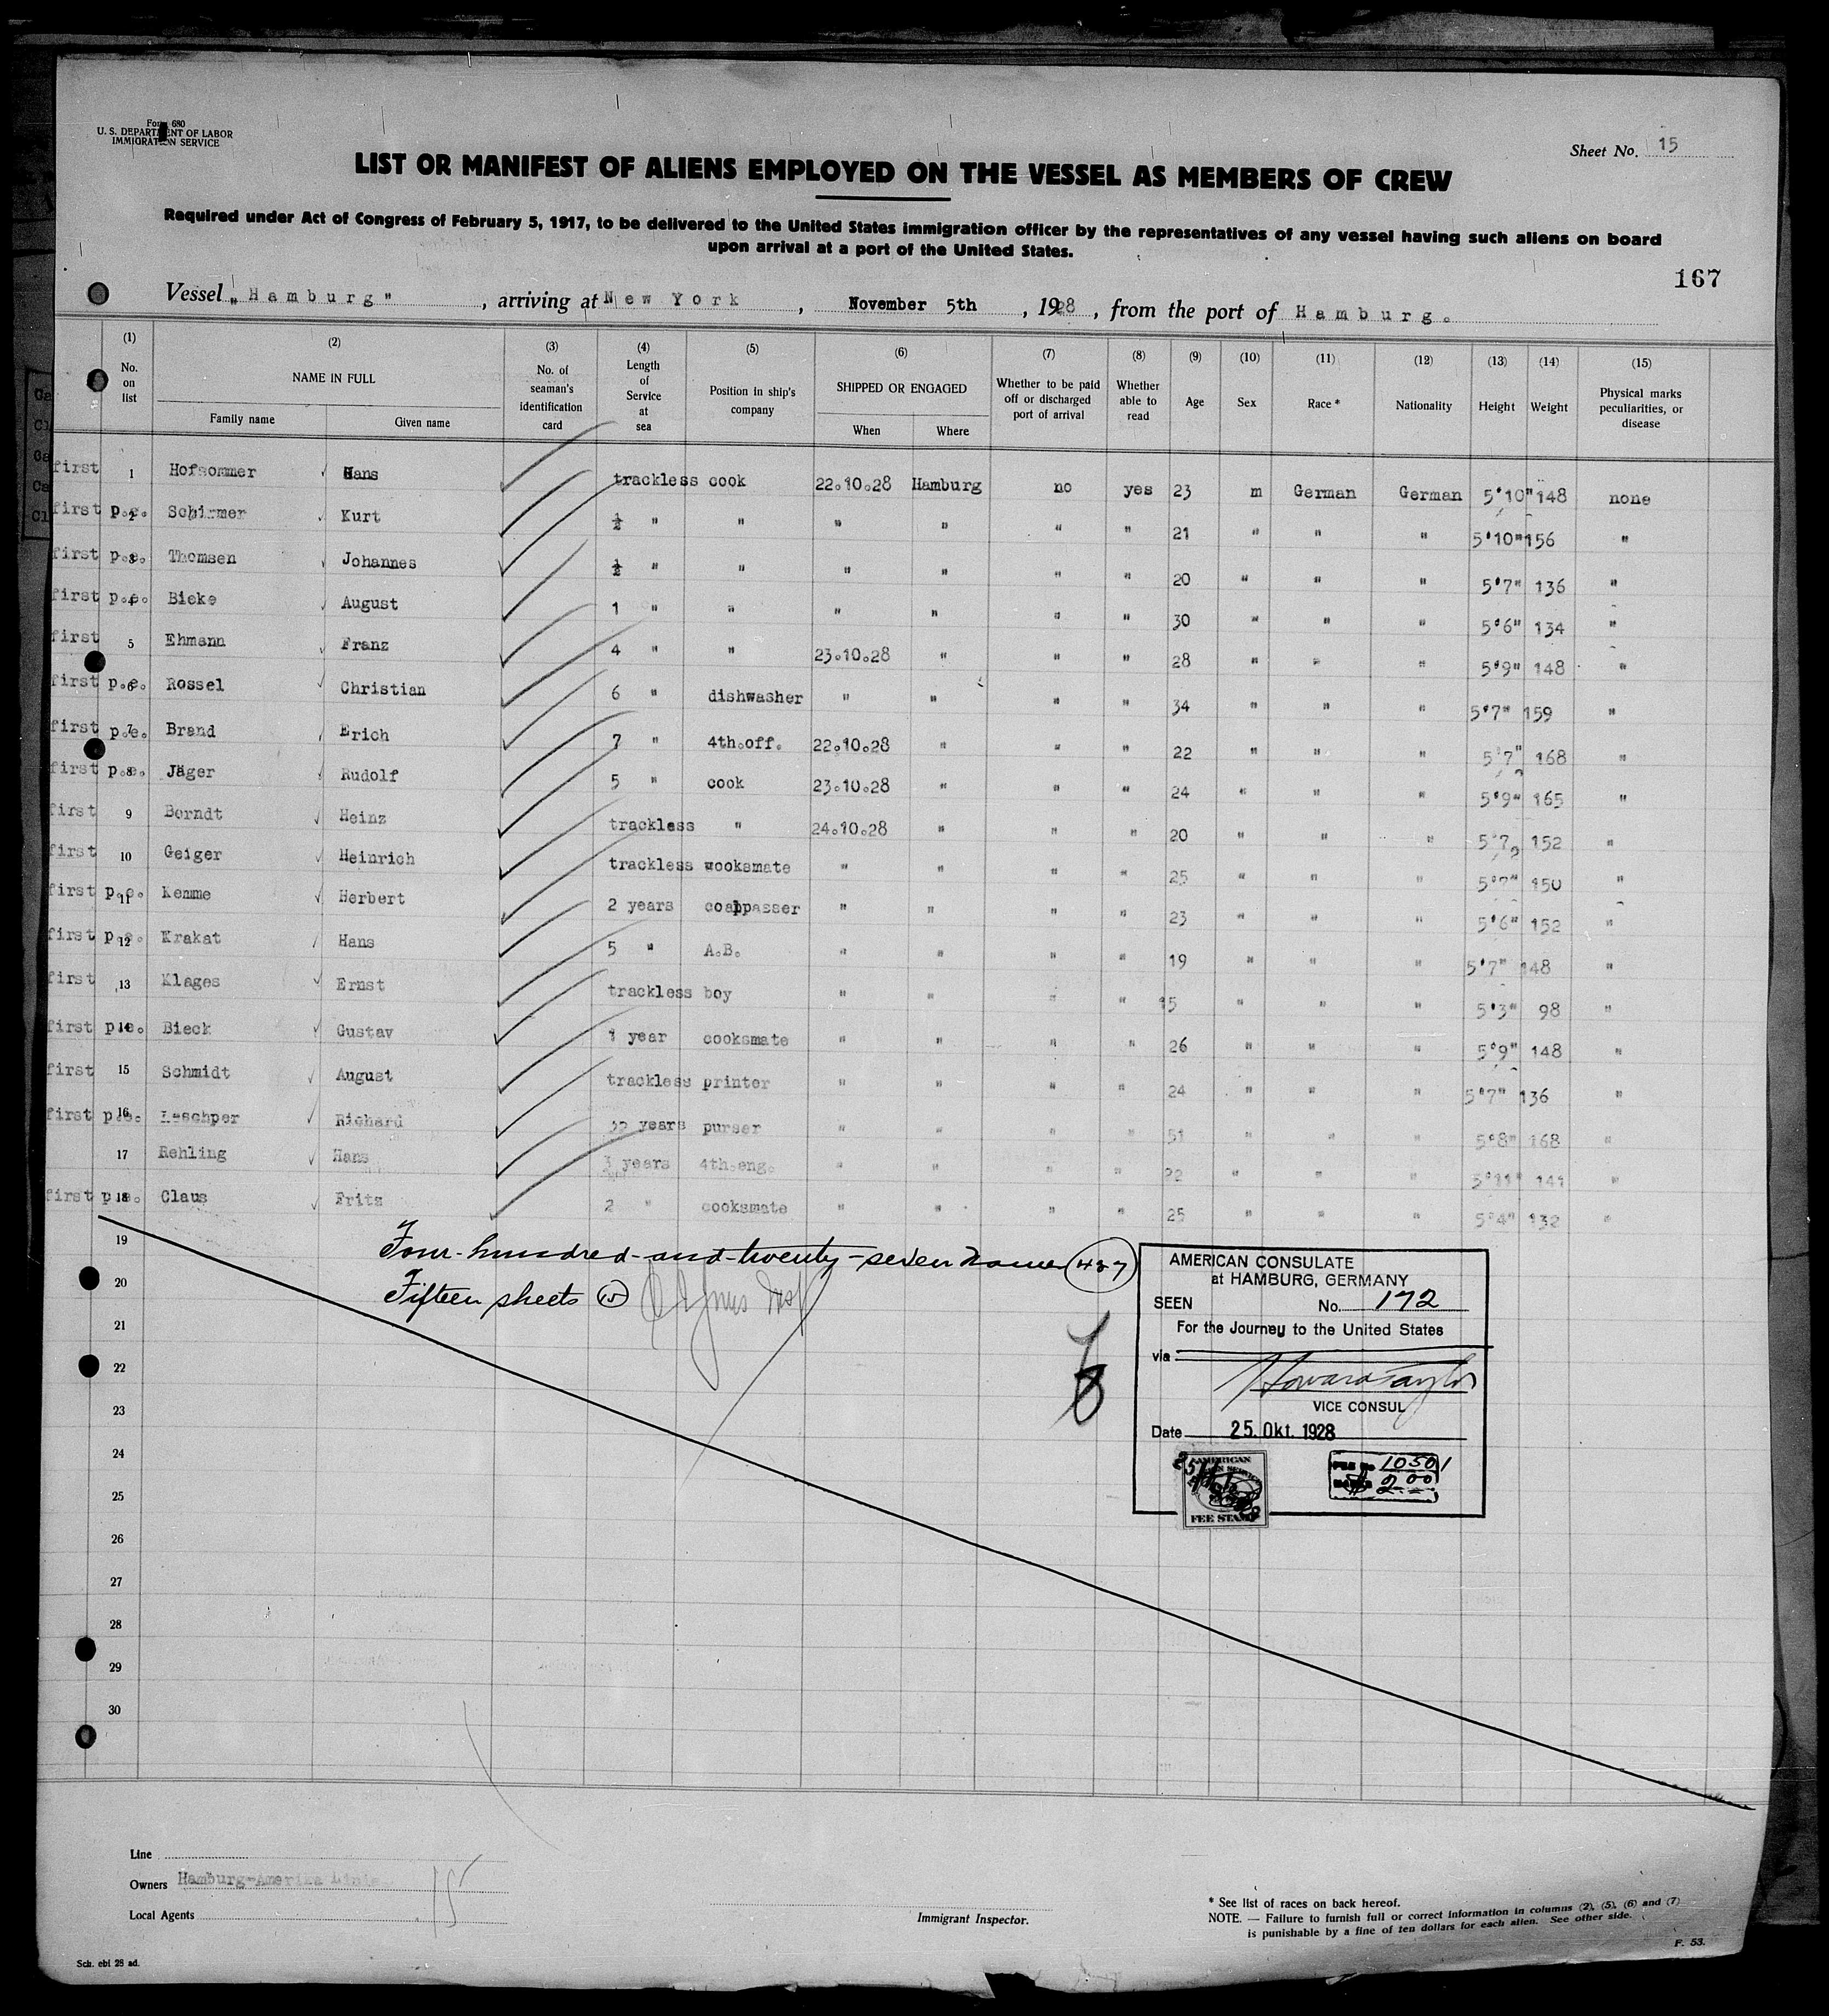 Form 680
U. S. DEPARTMENT OF LABOR
IMMIGRATION SERVICE
Sheet No. 15
LIST OR MANIFEST OF ALIENS EMPLOYED ON THE VESSEL AS MEMBERS OF CREW
Required under Act of Congress of February 5, 1917, to be delivered to the United States immigration officer by the representatives of any vessel having such aliens on board
upon arrival at a port of the United States.
167
Vessel „Hamburg", arriving at New York, November 5th, 1928, from the port of Hamburg.
(1) (2) (3) (4) (5) (6) (7) (8) (9) (10) (11) (12) (13) (14) (15)
No. on list NAME IN FULL Family name Given name No. of seaman's identification card Length of Service at sea Position in ship's company SHIPPED OR ENGAGED When Where Whether to be paid off or discharged port of arrival Whether able to read Age Sex Race * Nationality Height Weight Physical marks peculiarities, or disease
first 1 Hofsommer Hans trackless cook 22.10.28 Hamburg no yes 23 m German German 5'10" 148 none
first p.e. 2 Schirmer Kurt ½ " " " " " " 21 " " " 5'10" 156 "
first p.e. 3 Thomsen Johannes ½ " " " " " " 20 " " " 5'7" 136 "
first p.e. 4 Bieke August 1 " " " " " " 30 " " " 5'6" 134 "
first 5 Ehmann Franz 4 " " 23.10.28 " " " 28 " " " 5'9" 148 "
first p.e. 6 Rossel Christian 6 " dishwasher " " " " 34 " " " 5'7" 159 "
first p.e. 7 Brand Erich 7 " 4th.off. 22.10.28 " " " 22 " " " 5'7" 168 "
first p.e. 8 Jäger Rudolf 5 " cook 23.10.28 " " " 24 " " " 5'9" 165 "
first 9 Berndt Heinz trackless " 24.10.28 " " " 20 " " " 5'7" 152 "
first 10 Geiger Heinrich trackless cooksmate " " " " 25 " " " 5'7" 150 "
first p.e. 11 Kemme Herbert 2 years coalpasser " " " " 23 " " " 5'6" 152 "
first p.e. 12 Krakat Hans 5 " A.B. " " " " 19 " " " 5'7" 148 "
first 13 Klages Ernst trackless boy " " " " 15 " " " 5'3" 98 "
first p.e. 14 Bieck Gustav 1 year cooksmate " " " " 26 " " " 5'9" 148 "
first 15 Schmidt August trackless printer " " " " 24 " " " 5'7" 136 "
first p.e. 16 Leschper Richard years purser " " " " 51 " " " 5'8" 168 "
17 Rehling Hans 3 years 4th.eng. " " " " 22 " " " 5'11" 141 "
first p.e. 18 Claus Fritz 2 " cooksmate " " " " 25 " " " 5'4" 132 "
19
Four-hundred-and-twenty-seven names (427)
20
Fifteen sheets (15)
21
22
23
24
25
26
27
28
29
30
AMERICAN CONSULATE
at HAMBURG, GERMANY
SEEN No. 172
For the Journey to the United States
via
Howard Taylor
VICE CONSUL
Date 25. Okt. 1928
AMERICAN
FEE STAMP
FEE No 10501
$ 2.00
Line
Owners Hamburg-Amerika Linie
15
Local Agents
Immigrant Inspector.
* See list of races on back hereof.
NOTE. — Failure to furnish full or correct information in columns (2), (5), (6) and (7)
is punishable by a fine of ten dollars for each alien. See other side.
F. 53.
Sch. ebl 28 ad.